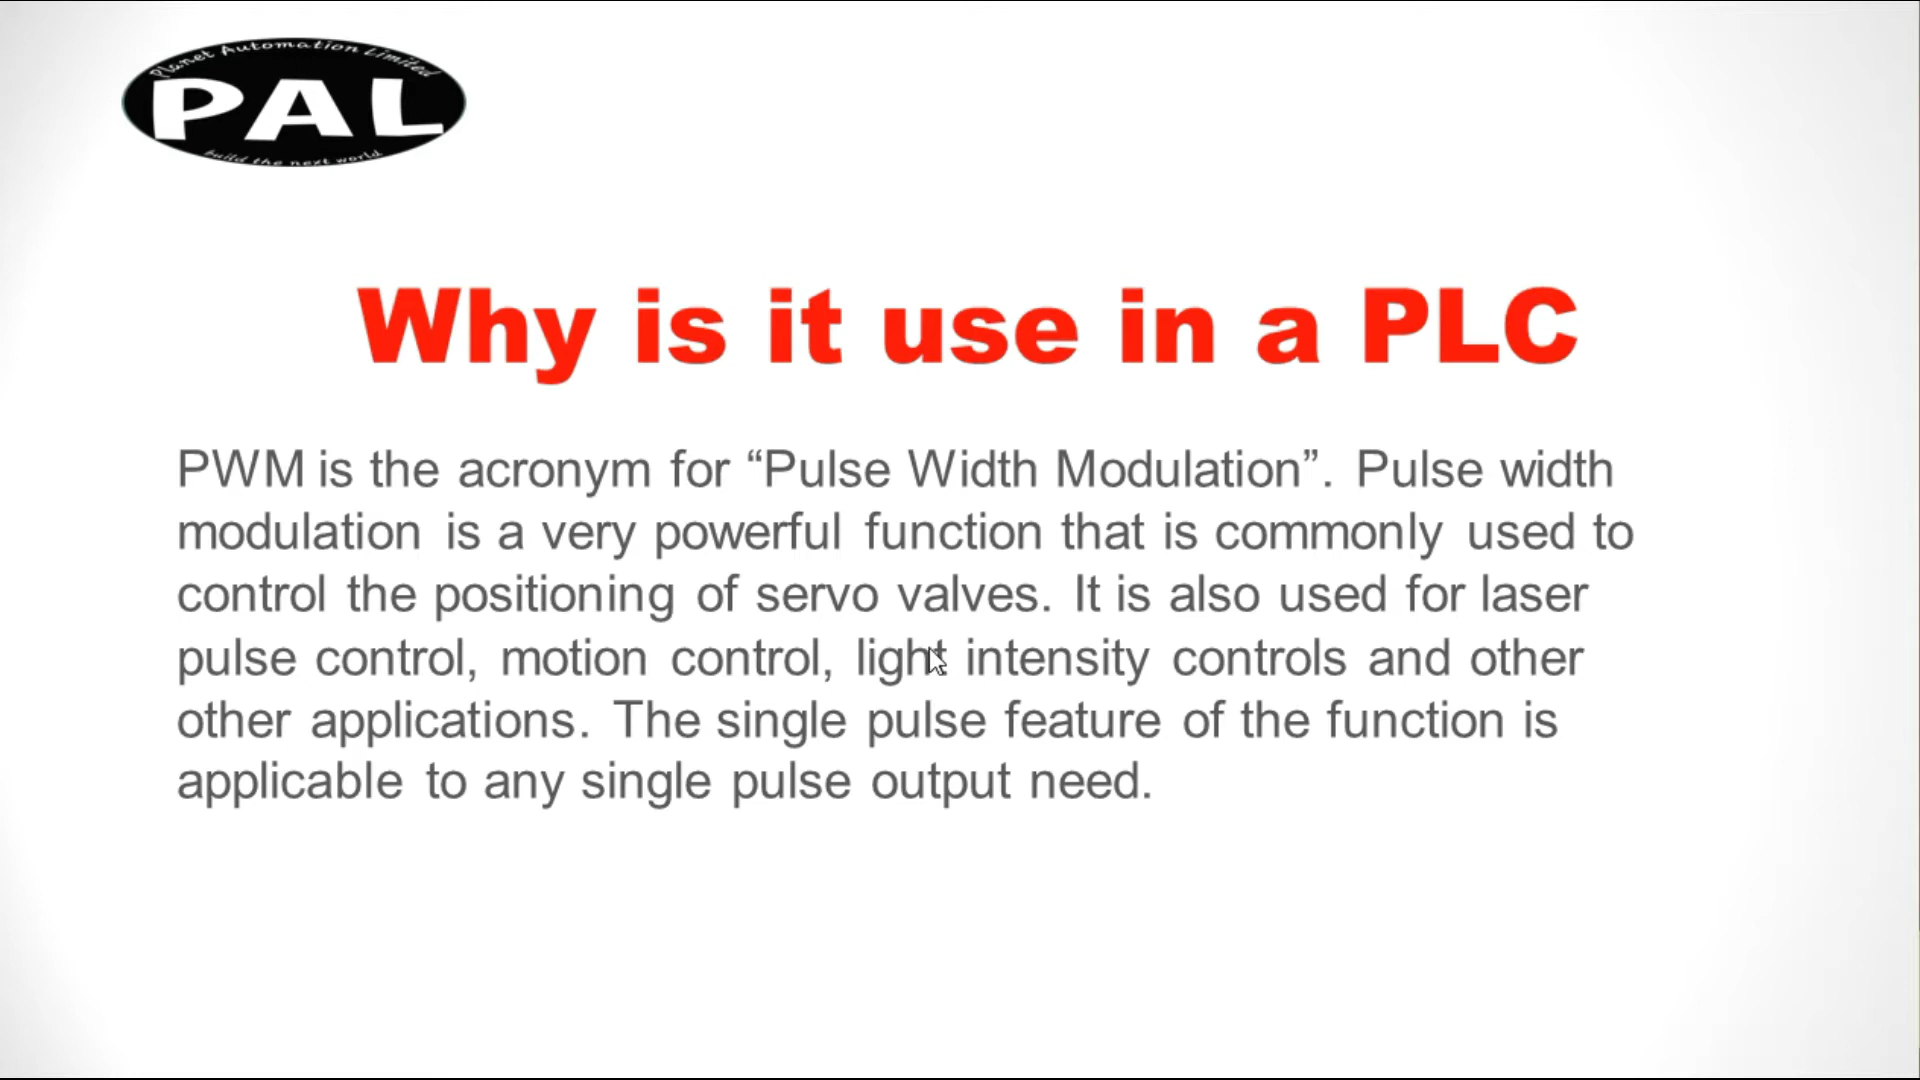 Planet Automation Limited
PAL
build the next world
Why is it use in a PLC
PWM is the acronym for “Pulse Width Modulation”. Pulse width
modulation is a very powerful function that is commonly used to
control the positioning of servo valves. It is also used for laser
pulse control, motion control, light intensity controls and other
other applications. The single pulse feature of the function is
applicable to any single pulse output need.